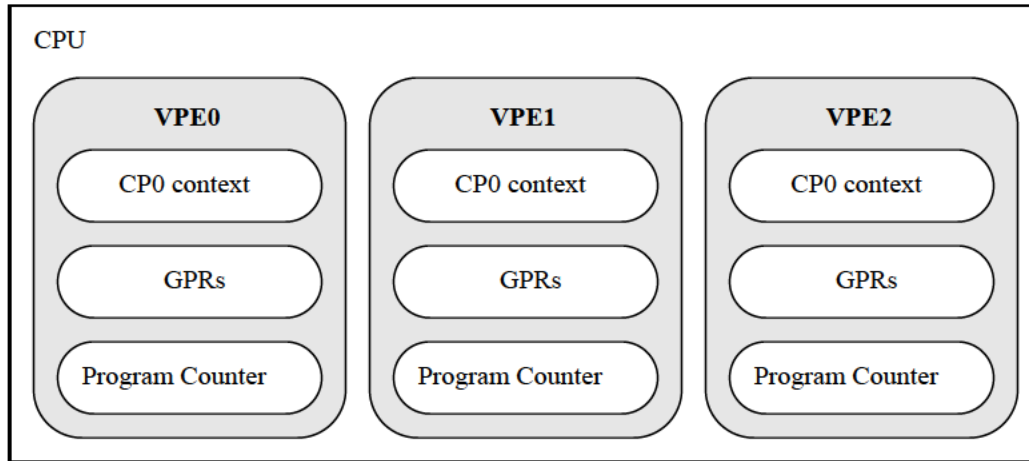 CPU
VPE0
CP0 context
GPRs
Program Counter
VPE1
CP0 context
GPRs
Program Counter
VPE2
CP0 context
GPRs
Program Counter